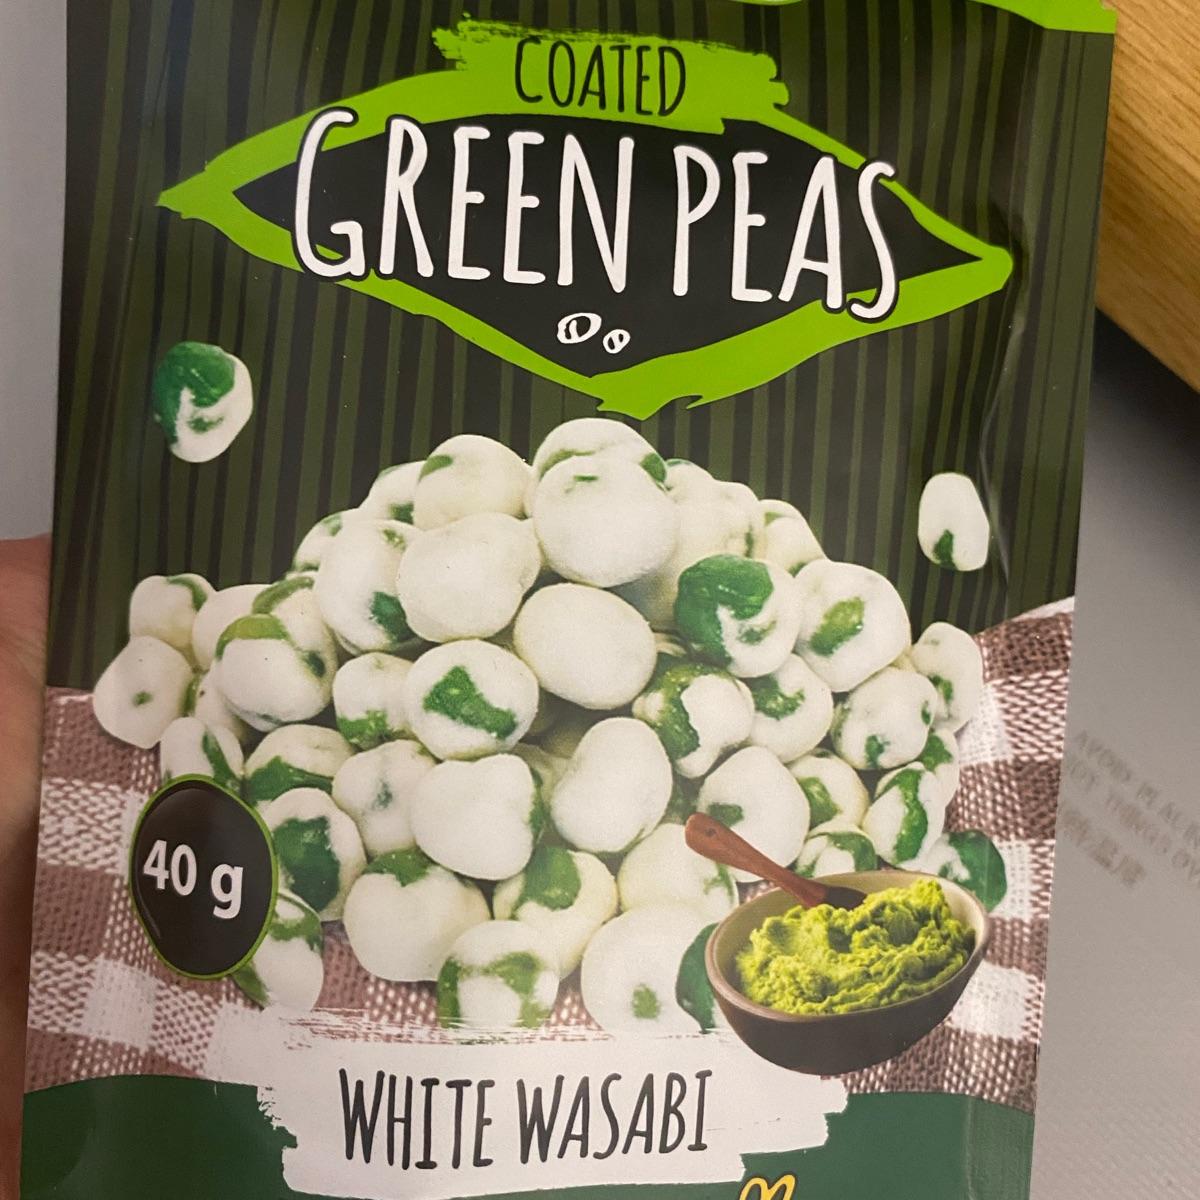 COATED
GREEN PEAS
40 g
WHITE WASABI